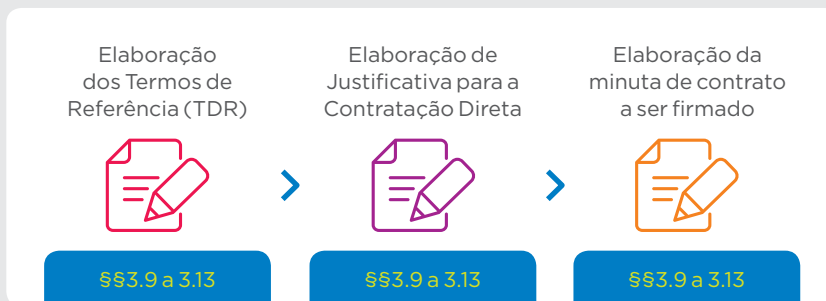 Elaboração
dos Termos de
Referência (TDR)
Elaboração de
Justificativa para a
Contratação Direta
Elaboração da
minuta de contrato
a ser firmado
§§3.9 a 3.13
§§3.9 a 3.13
§§3.9 a 3.13